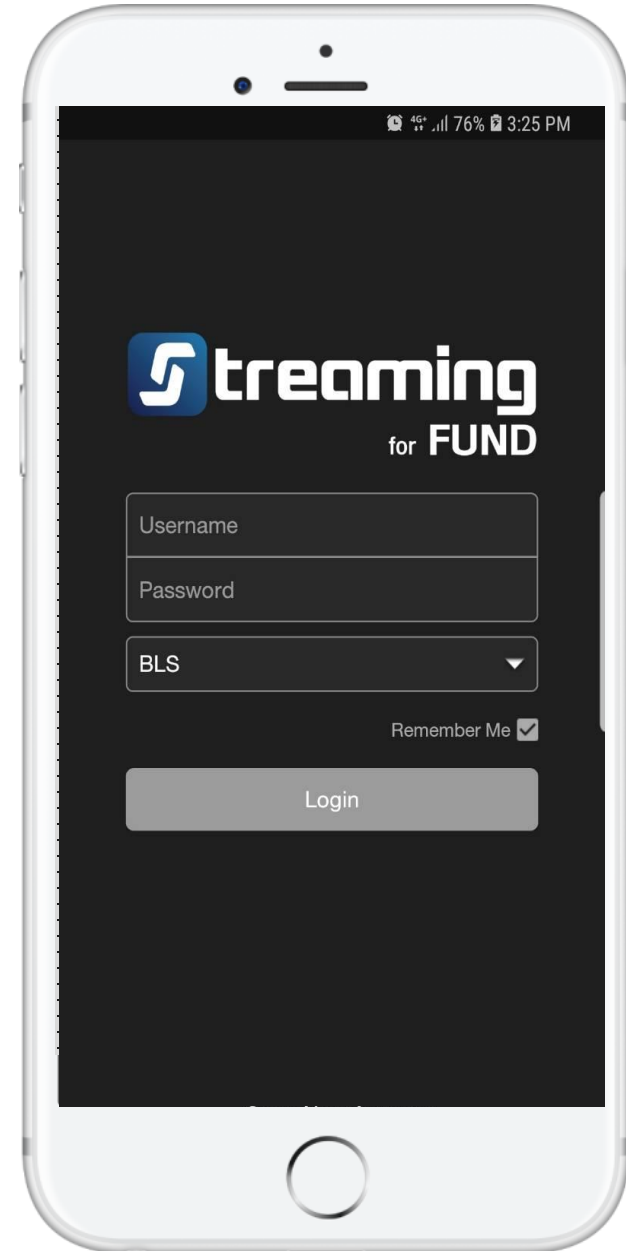 4G+ 76% 3:25 PM
Streaming
for FUND
Username
Password
BLS
Remember Me
Login